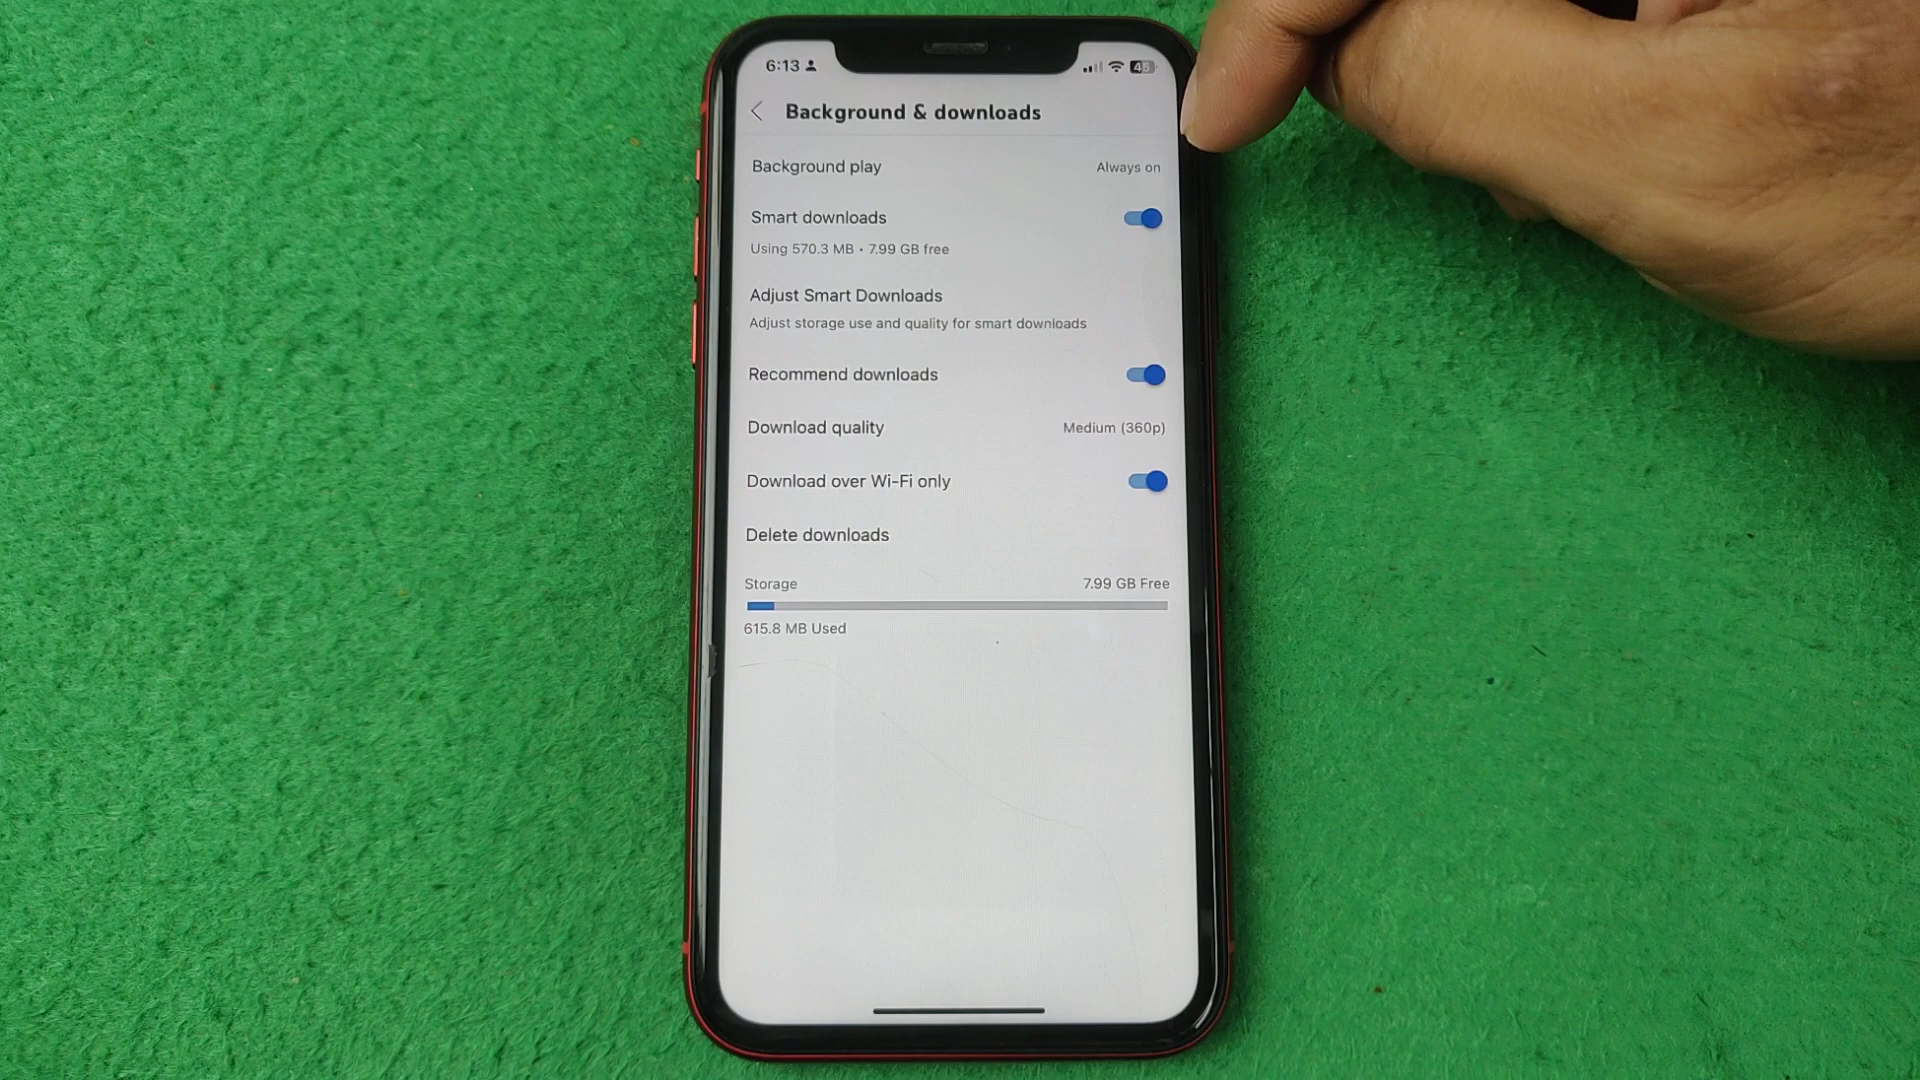 6:13
45
Background & downloads
Background play
Always on
Smart downloads
Using 570.3 MB • 7.99 GB free
Adjust Smart Downloads
Adjust storage use and quality for smart downloads
Recommend downloads
Download quality
Medium (360p)
Download over Wi-Fi only
Delete downloads
Storage
7.99 GB Free
615.8 MB Used